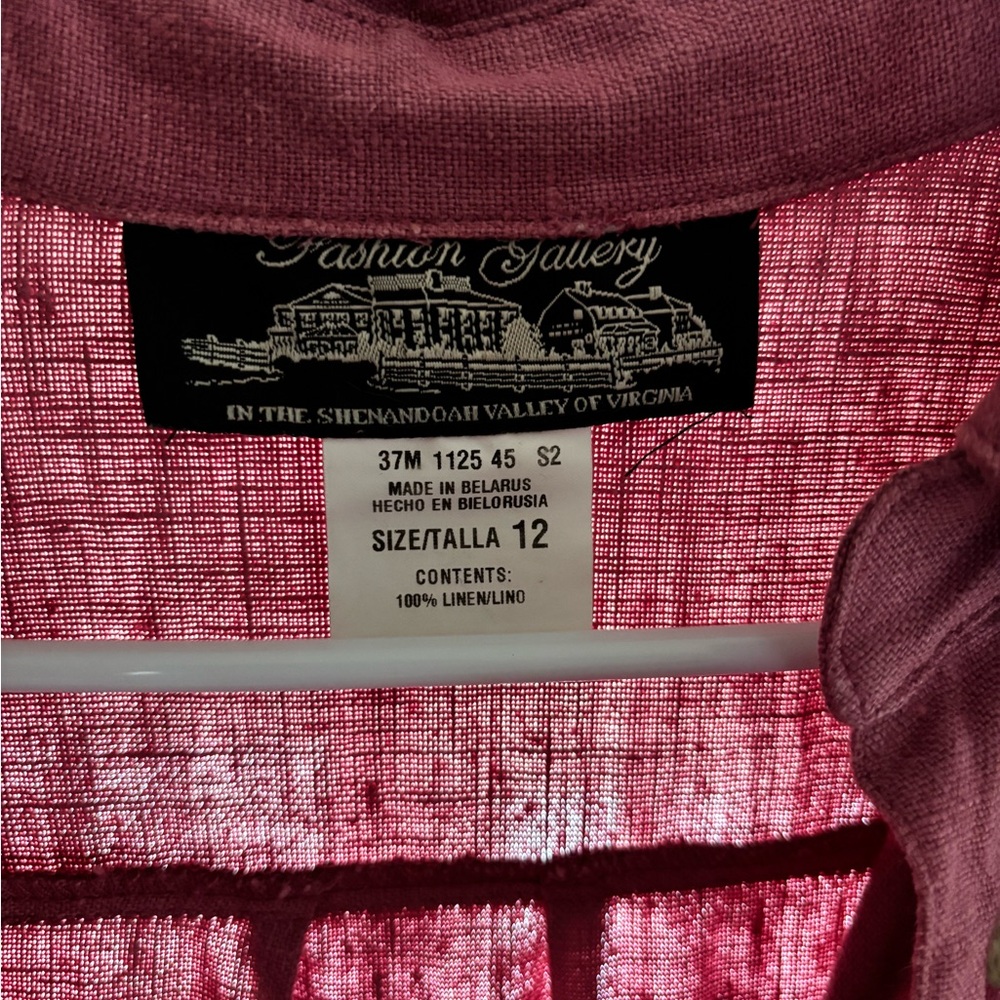 Fashion Gallery
IN THE SHENANDOAH VALLEY OF VIRGINIA
37M 1125 45 S2
MADE IN BELARUS
HECHO EN BIELORUSIA
SIZE/TALLA 12
CONTENTS:
100% LINEN/LINO